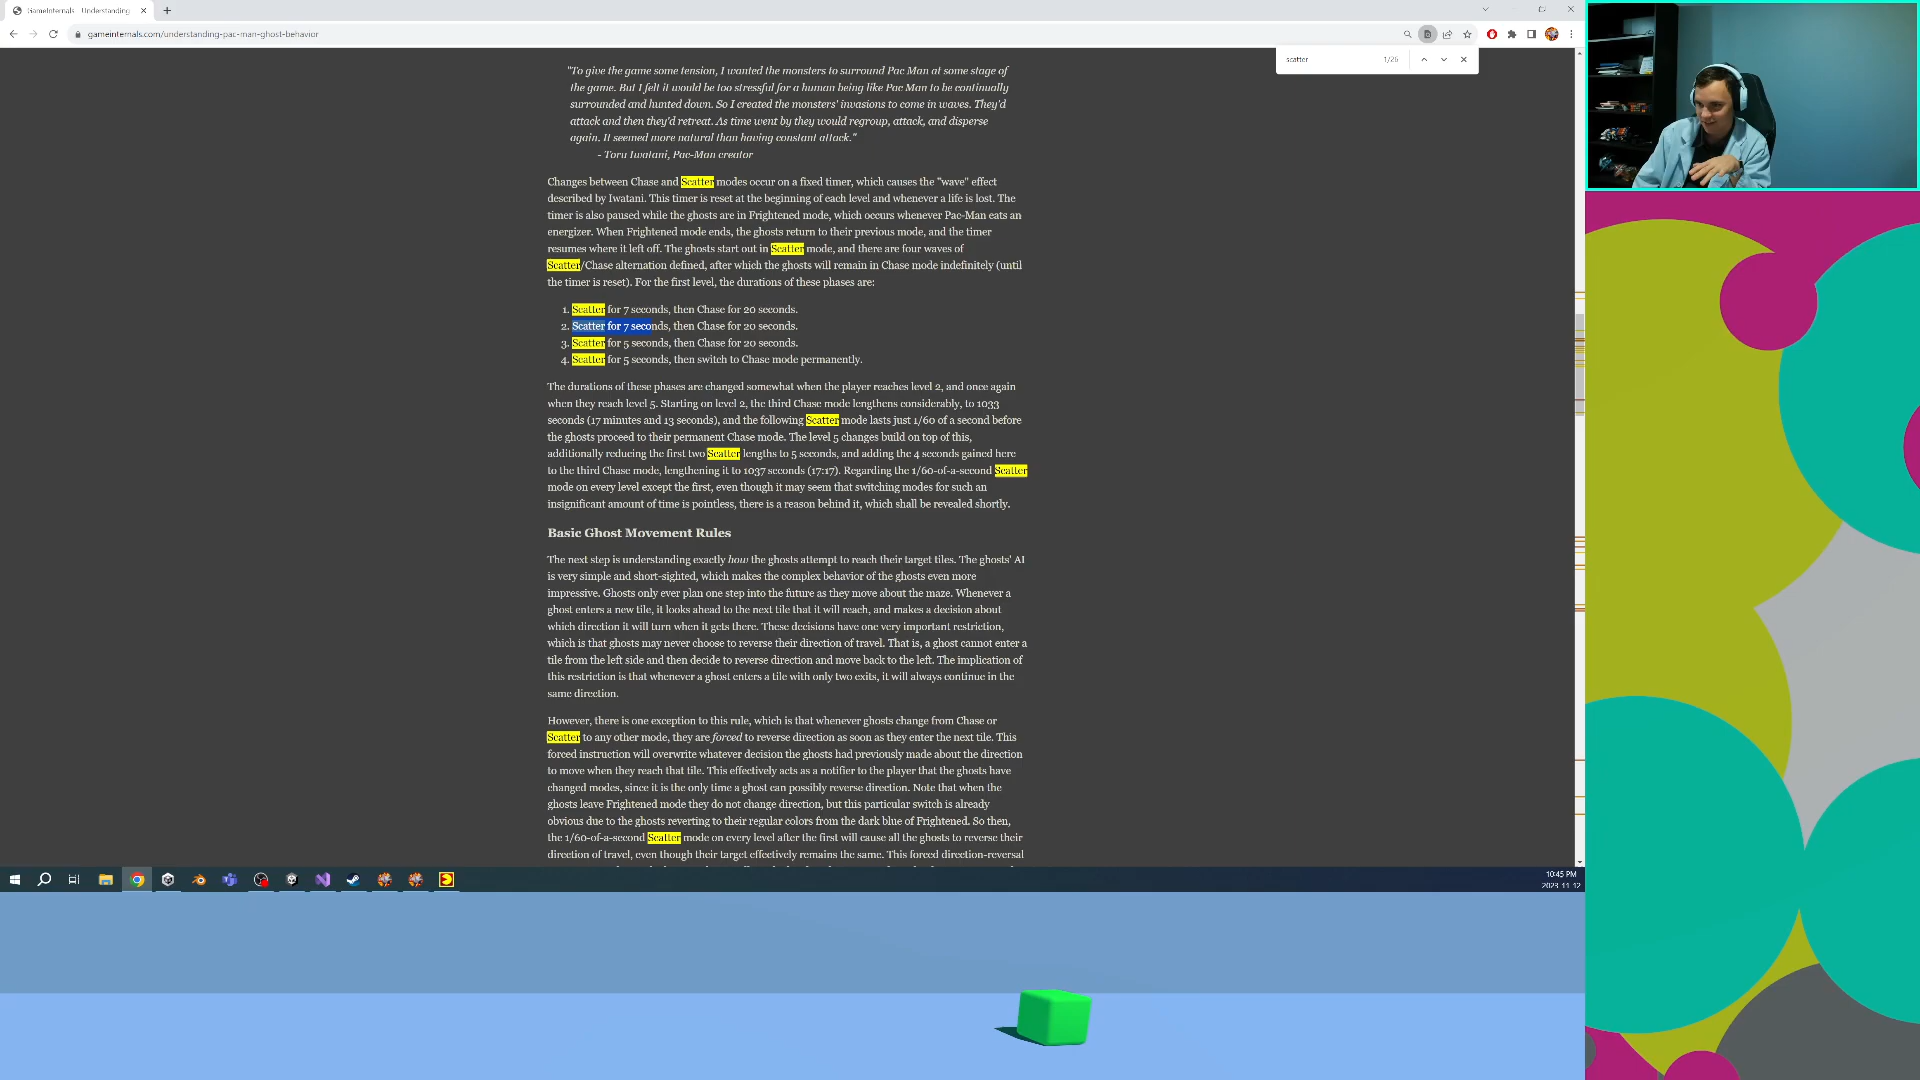 GameInternals - Understanding
gameinternals.com/understanding-pac-man-ghost-behavior
scatter
1/26
"To give the game some tension, I wanted the monsters to surround Pac Man at some stage of
the game. But I felt it would be too stressful for a human being like Pac Man to be continually
surrounded and hunted down. So I created the monsters' invasions to come in waves. They'd
attack and then they'd retreat. As time went by they would regroup, attack, and disperse
again. It seemed more natural than having constant attack."
- Toru Iwatani, Pac-Man creator
Changes between Chase and Scatter modes occur on a fixed timer, which causes the "wave" effect
described by Iwatani. This timer is reset at the beginning of each level and whenever a life is lost. The
timer is also paused while the ghosts are in Frightened mode, which occurs whenever Pac-Man eats an
energizer. When Frightened mode ends, the ghosts return to their previous mode, and the timer
resumes where it left off. The ghosts start out in Scatter mode, and there are four waves of
Scatter/Chase alternation defined, after which the ghosts will remain in Chase mode indefinitely (until
the timer is reset). For the first level, the durations of these phases are:
1. Scatter for 7 seconds, then Chase for 20 seconds.
2. Scatter for 7 seconds, then Chase for 20 seconds.
3. Scatter for 5 seconds, then Chase for 20 seconds.
4. Scatter for 5 seconds, then switch to Chase mode permanently.
The durations of these phases are changed somewhat when the player reaches level 2, and once again
when they reach level 5. Starting on level 2, the third Chase mode lengthens considerably, to 1033
seconds (17 minutes and 13 seconds), and the following Scatter mode lasts just 1/60 of a second before
the ghosts proceed to their permanent Chase mode. The level 5 changes build on top of this,
additionally reducing the first two Scatter lengths to 5 seconds, and adding the 4 seconds gained here
to the third Chase mode, lengthening it to 1037 seconds (17:17). Regarding the 1/60-of-a-second Scatter
mode on every level except the first, even though it may seem that switching modes for such an
insignificant amount of time is pointless, there is a reason behind it, which shall be revealed shortly.
Basic Ghost Movement Rules
The next step is understanding exactly how the ghosts attempt to reach their target tiles. The ghosts' AI
is very simple and short-sighted, which makes the complex behavior of the ghosts even more
impressive. Ghosts only ever plan one step into the future as they move about the maze. Whenever a
ghost enters a new tile, it looks ahead to the next tile that it will reach, and makes a decision about
which direction it will turn when it gets there. These decisions have one very important restriction,
which is that ghosts may never choose to reverse their direction of travel. That is, a ghost cannot enter a
tile from the left side and then decide to reverse direction and move back to the left. The implication of
this restriction is that whenever a ghost enters a tile with only two exits, it will always continue in the
same direction.
However, there is one exception to this rule, which is that whenever ghosts change from Chase or
Scatter to any other mode, they are forced to reverse direction as soon as they enter the next tile. This
forced instruction will overwrite whatever decision the ghosts had previously made about the direction
to move when they reach that tile. This effectively acts as a notifier to the player that the ghosts have
changed modes, since it is the only time a ghost can possibly reverse direction. Note that when the
ghosts leave Frightened mode they do not change direction, but this particular switch is already
obvious due to the ghosts reverting to their regular colors from the dark blue of Frightened. So then,
the 1/60-of-a-second Scatter mode on every level after the first will cause all the ghosts to reverse their
direction of travel, even though their target effectively remains the same. This forced direction-reversal
10:45 PM
2023-11-12